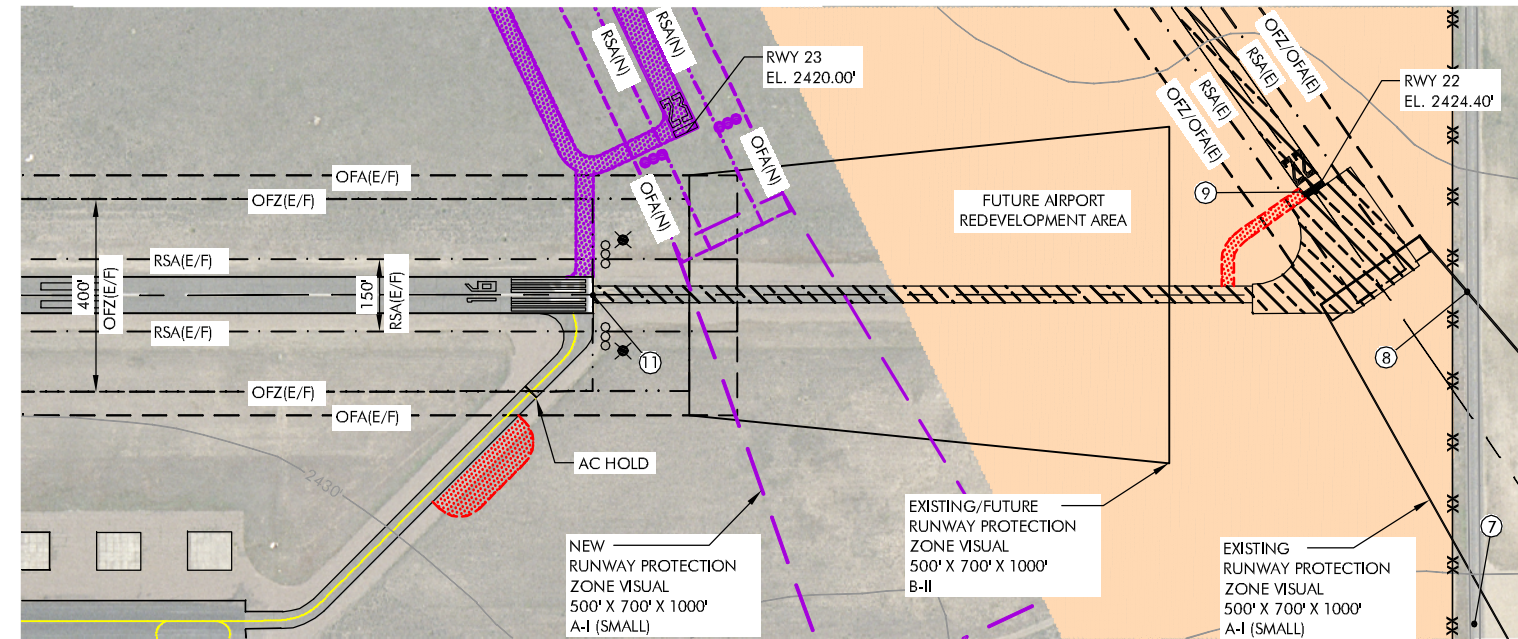 RSA(N)
RSA(N)
RWY 23
EL. 2420.00'
OFA(N)
OFA(N)
OFZ/OFA(E)
RSA(E)
RSA(E)
OFZ/OFA(E)
RWY 22
EL. 2424.40'
22
9
FUTURE AIRPORT
REDEVELOPMENT AREA
OFA(E/F)
OFZ(E/F)
RSA(E/F)
400'
OFZ(E/F)
150'
RSA(E/F)
16
RSA(E/F)
OFZ(E/F)
OFA(E/F)
11
8
7
AC HOLD
2430'
NEW
RUNWAY PROTECTION
ZONE VISUAL
500' X 700' X 1000'
A-I (SMALL)
EXISTING/FUTURE
RUNWAY PROTECTION
ZONE VISUAL
500' X 700' X 1000'
B-II
EXISTING
RUNWAY PROTECTION
ZONE VISUAL
500' X 700' X 1000'
A-I (SMALL)